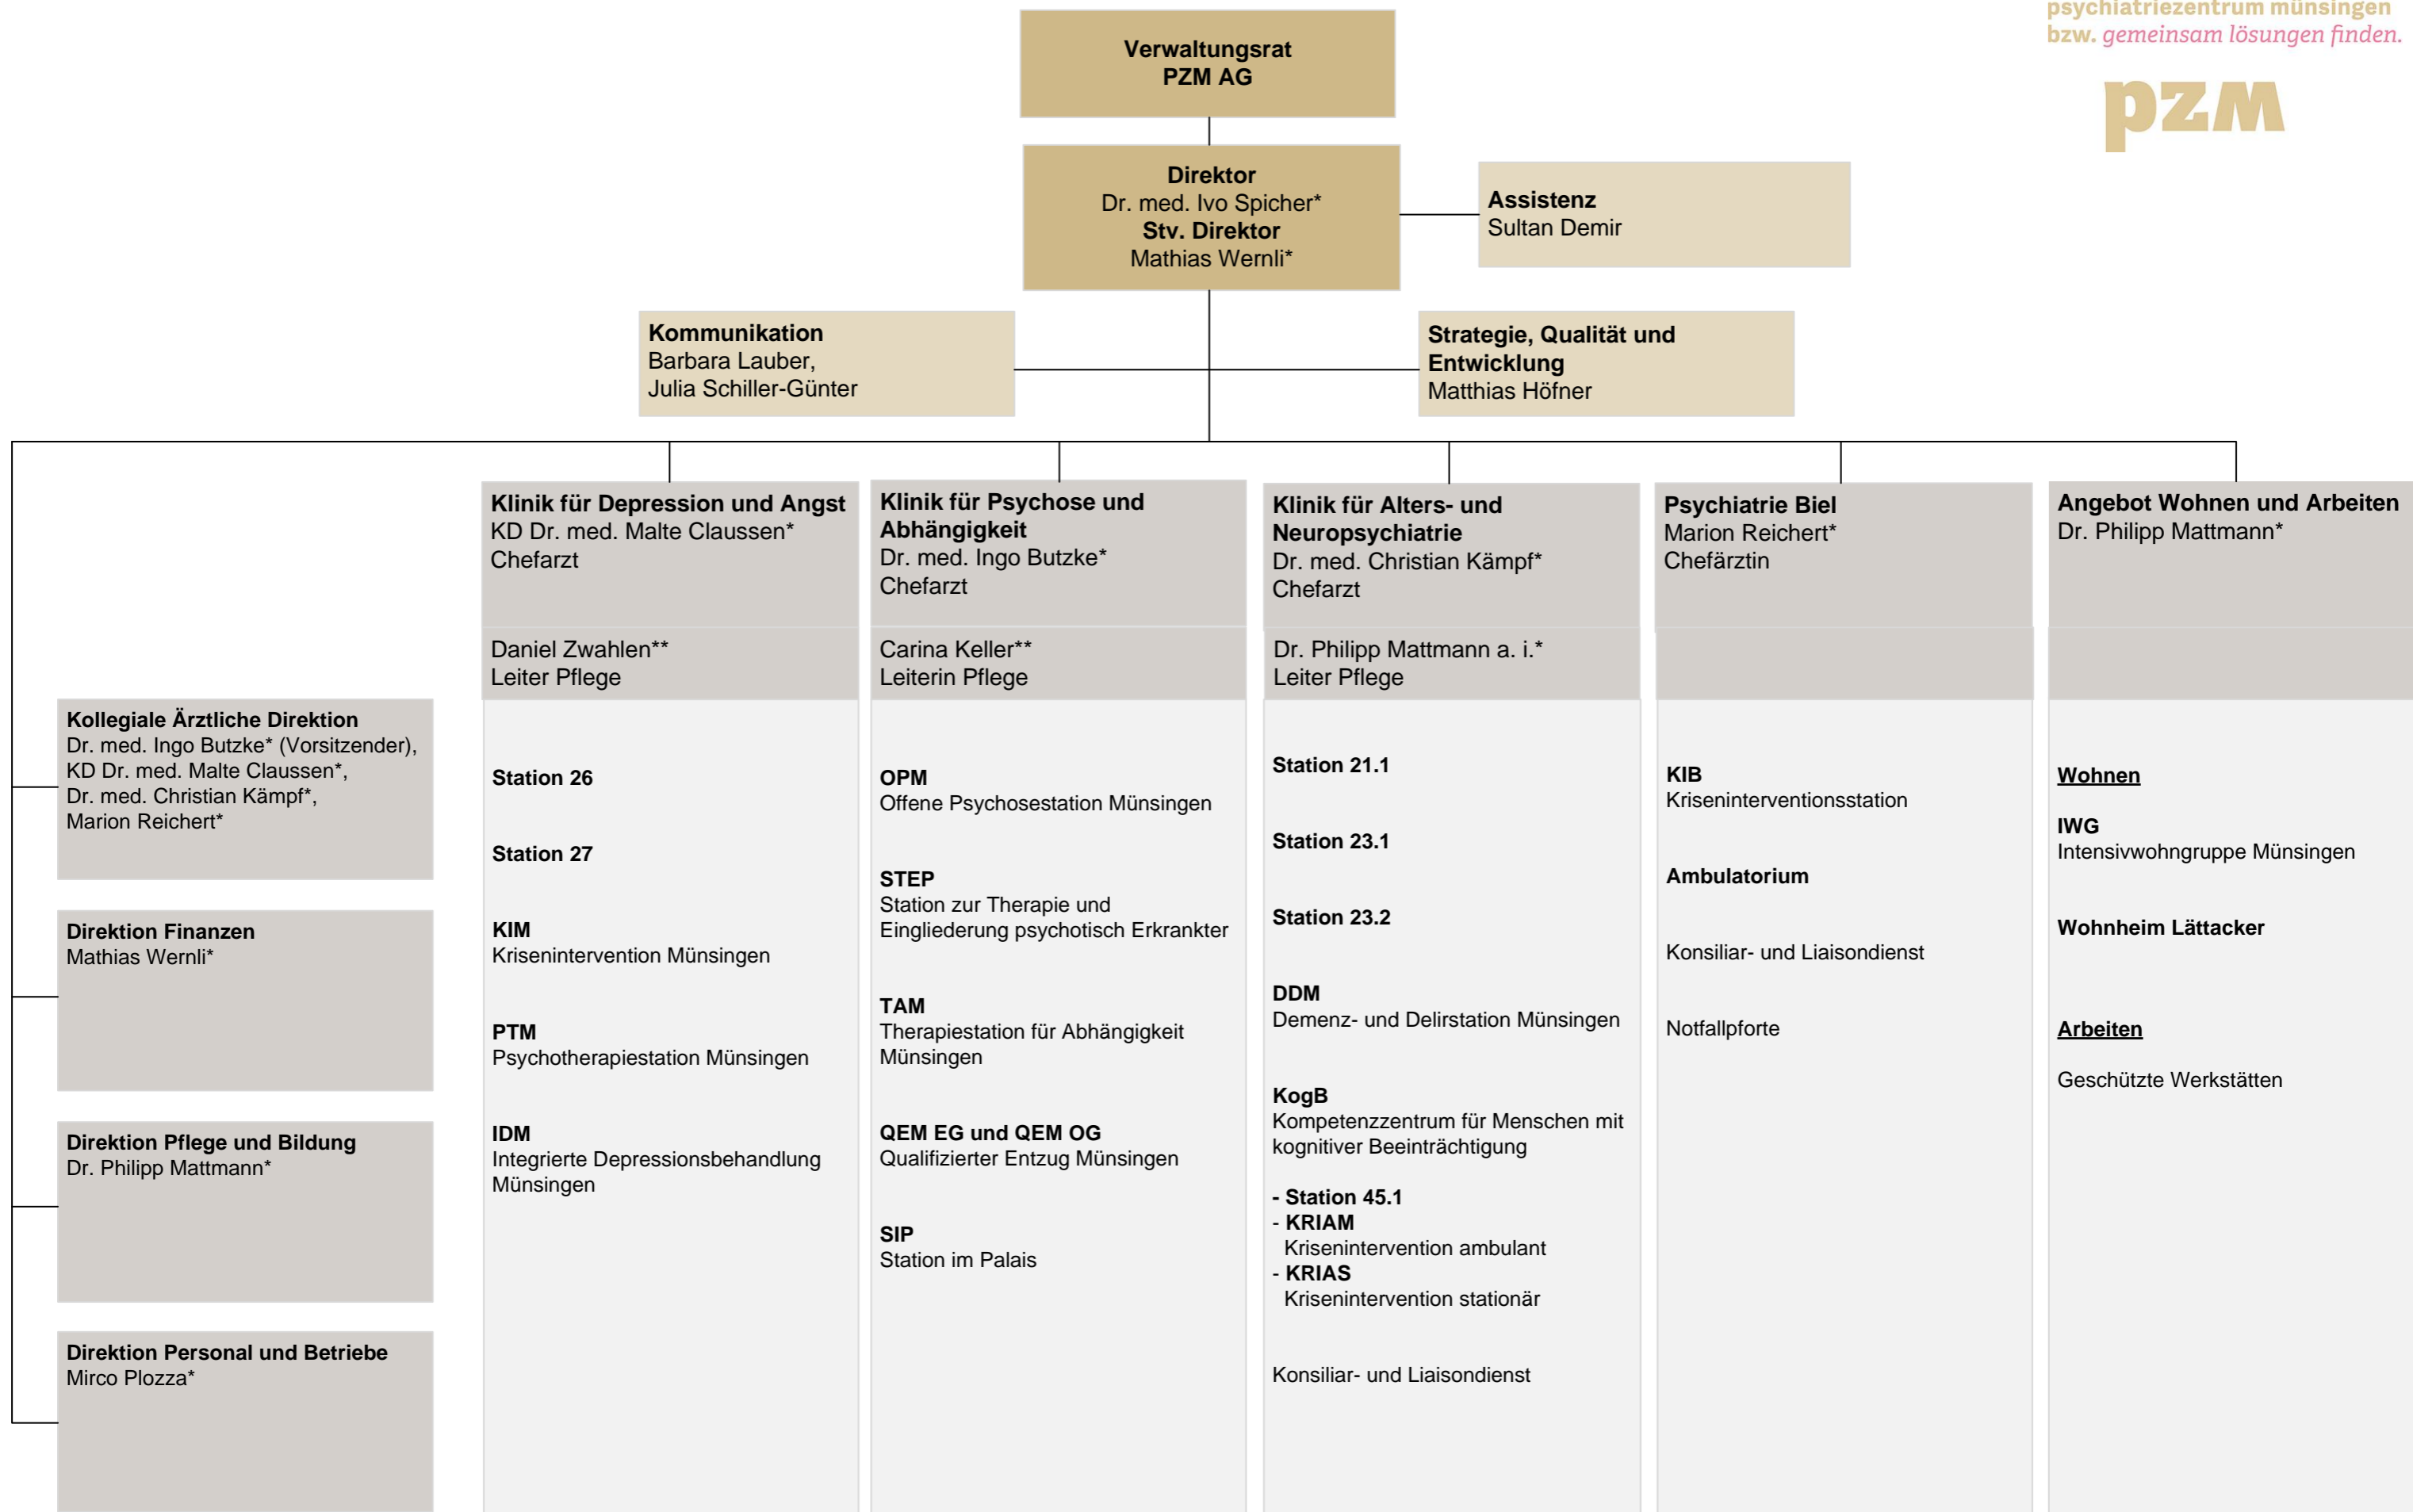 psychiatriezentrum münsingen
bzw. gemeinsam lösungen finden.
pzm
Verwaltungsrat
PZM AG
Direktor
Dr. med. Ivo Spicher*
Stv. Direktor
Mathias Wernli*
Assistenz
Sultan Demir
Kommunikation
Barbara Lauber,
Julia Schiller-Günter
Strategie, Qualität und
Entwicklung
Matthias Höfner
Kollegiale Ärztliche Direktion
Dr. med. Ingo Butzke* (Vorsitzender),
KD Dr. med. Malte Claussen*,
Dr. med. Christian Kämpf*,
Marion Reichert*
Direktion Finanzen
Mathias Wernli*
Direktion Pflege und Bildung
Dr. Philipp Mattmann*
Direktion Personal und Betriebe
Mirco Plozza*
Klinik für Depression und Angst
KD Dr. med. Malte Claussen*
Chefarzt
Daniel Zwahlen**
Leiter Pflege
Station 26
Station 27
KIM
Krisenintervention Münsingen
PTM
Psychotherapiestation Münsingen
IDM
Integrierte Depressionsbehandlung
Münsingen
Klinik für Psychose und
Abhängigkeit
Dr. med. Ingo Butzke*
Chefarzt
Carina Keller**
Leiterin Pflege
OPM
Offene Psychosestation Münsingen
STEP
Station zur Therapie und
Eingliederung psychotisch Erkrankter
TAM
Therapiestation für Abhängigkeit
Münsingen
QEM EG und QEM OG
Qualifizierter Entzug Münsingen
SIP
Station im Palais
Klinik für Alters- und
Neuropsychiatrie
Dr. med. Christian Kämpf*
Chefarzt
Dr. Philipp Mattmann a. i.*
Leiter Pflege
Station 21.1
Station 23.1
Station 23.2
DDM
Demenz- und Delirstation Münsingen
KogB
Kompetenzzentrum für Menschen mit
kognitiver Beeinträchtigung
- Station 45.1
- KRIAM
Krisenintervention ambulant
- KRIAS
Krisenintervention stationär
Konsiliar- und Liaisondienst
Psychiatrie Biel
Marion Reichert*
Chefärztin
KIB
Kriseninterventionsstation
Ambulatorium
Konsiliar- und Liaisondienst
Notfallpforte
Angebot Wohnen und Arbeiten
Dr. Philipp Mattmann*
Wohnen
IWG
Intensivwohngruppe Münsingen
Wohnheim Lättacker
Arbeiten
Geschützte Werkstätten